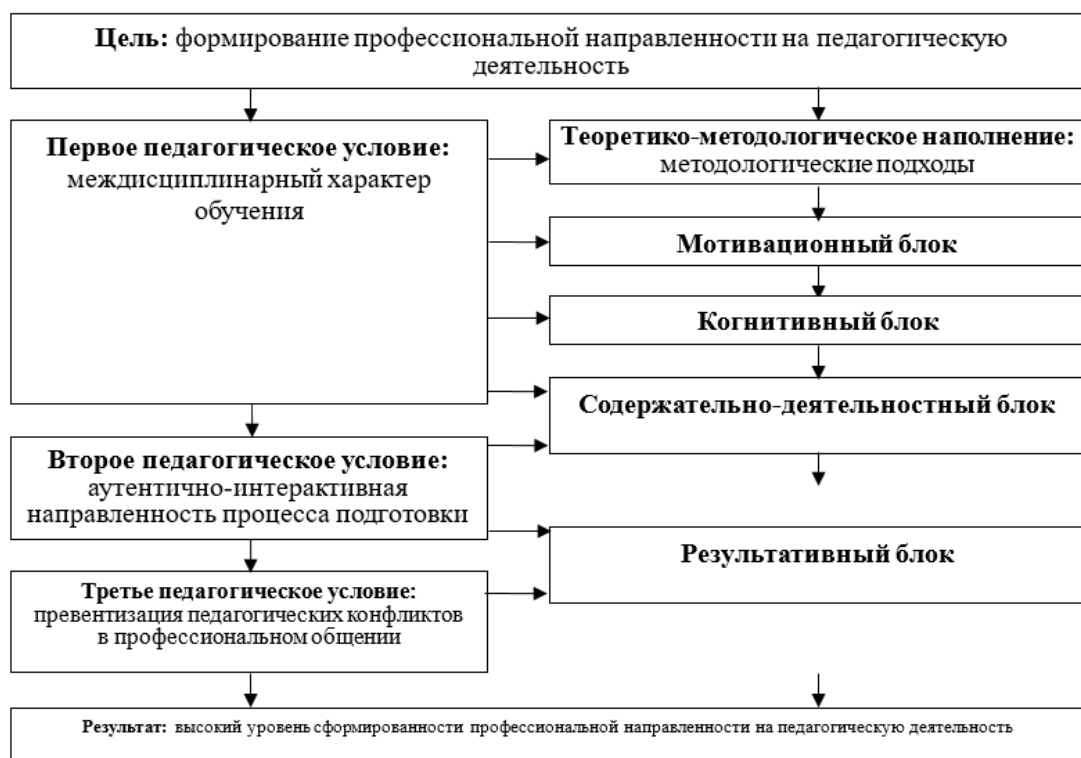 Цель: формирование профессиональной направленности на педагогическую
деятельность
Первое педагогическое условие:
междисциплинарный характер
обучения
Теоретико-методологическое наполнение:
методологические подходы
Мотивационный блок
Когнитивный блок
Содержательно-деятельностный блок
Второе педагогическое условие:
аутентично-интерактивная
направленность процесса подготовки
Результативный блок
Третье педагогическое условие:
превентизация педагогических конфликтов
в профессиональном общении
Результат: высокий уровень сформированности профессиональной направленности на педагогическую деятельность